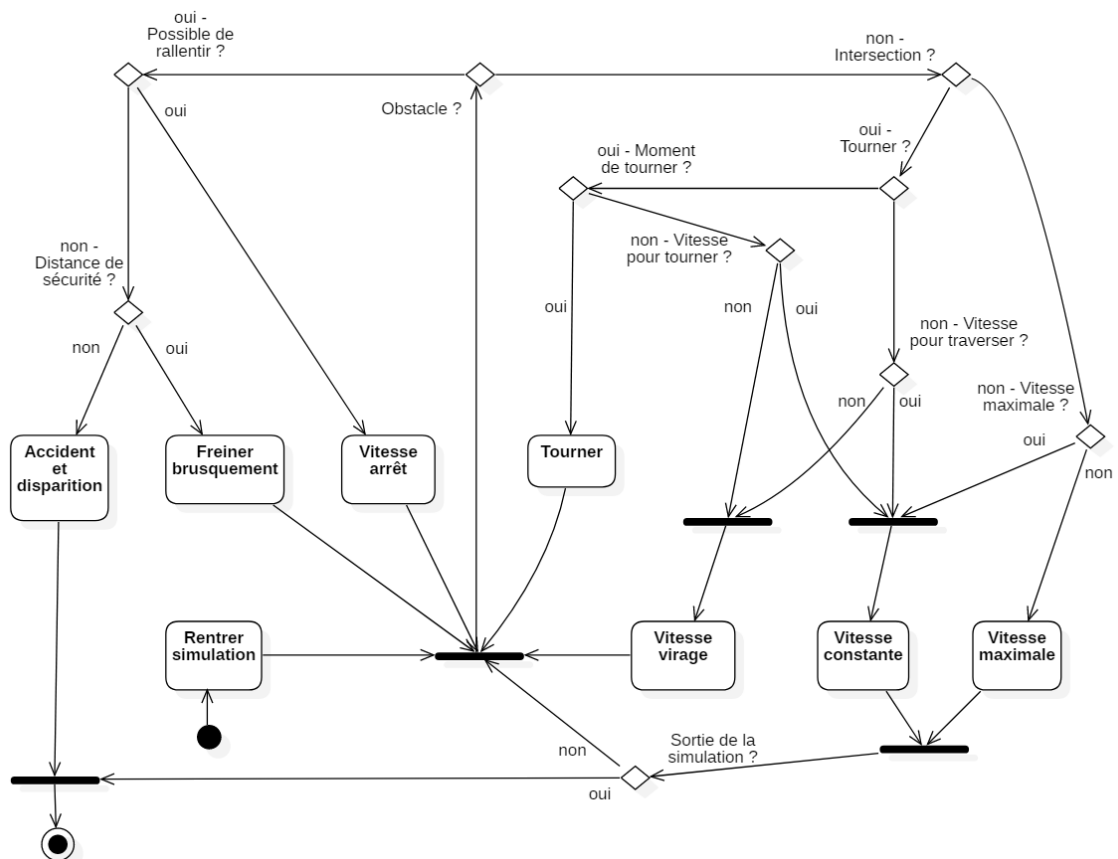 oui -
Possible de
rallentir ?
non -
Intersection ?
oui
Obstacle ?
oui -
Tourner ?
oui - Moment
de tourner ?
non - Vitesse
pour tourner ?
non -
Distance de
sécurité ?
oui
non
oui
non - Vitesse
pour traverser ?
non
oui
non
oui
non - Vitesse
maximale ?
oui
non
Accident
et
disparition
Freiner
brusquement
Vitesse
arrêt
Tourner
Rentrer
simulation
Vitesse
virage
Vitesse
constante
Vitesse
maximale
non
Sortie de la
simulation ?
oui